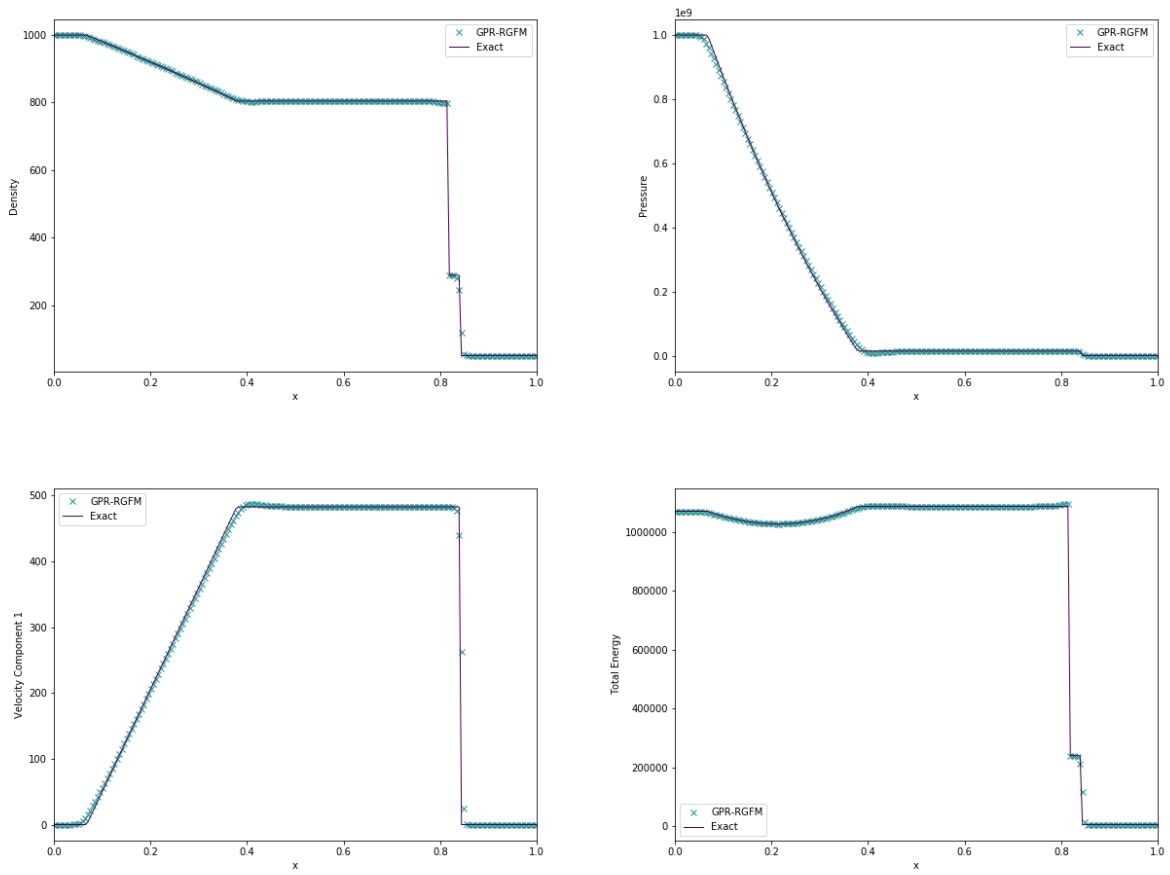 1000
800
600
400
200
0.0 0.2 0.4 0.6 0.8 1.0
Density
x
GPR-RGFM
Exact
1e9
1.0
0.8
0.6
0.4
0.2
0.0
0.0 0.2 0.4 0.6 0.8 1.0
Pressure
x
GPR-RGFM
Exact
500
400
300
200
100
0
0.0 0.2 0.4 0.6 0.8 1.0
Velocity Component 1
x
GPR-RGFM
Exact
1000000
800000
600000
400000
200000
0
0.0 0.2 0.4 0.6 0.8 1.0
Total Energy
x
GPR-RGFM
Exact